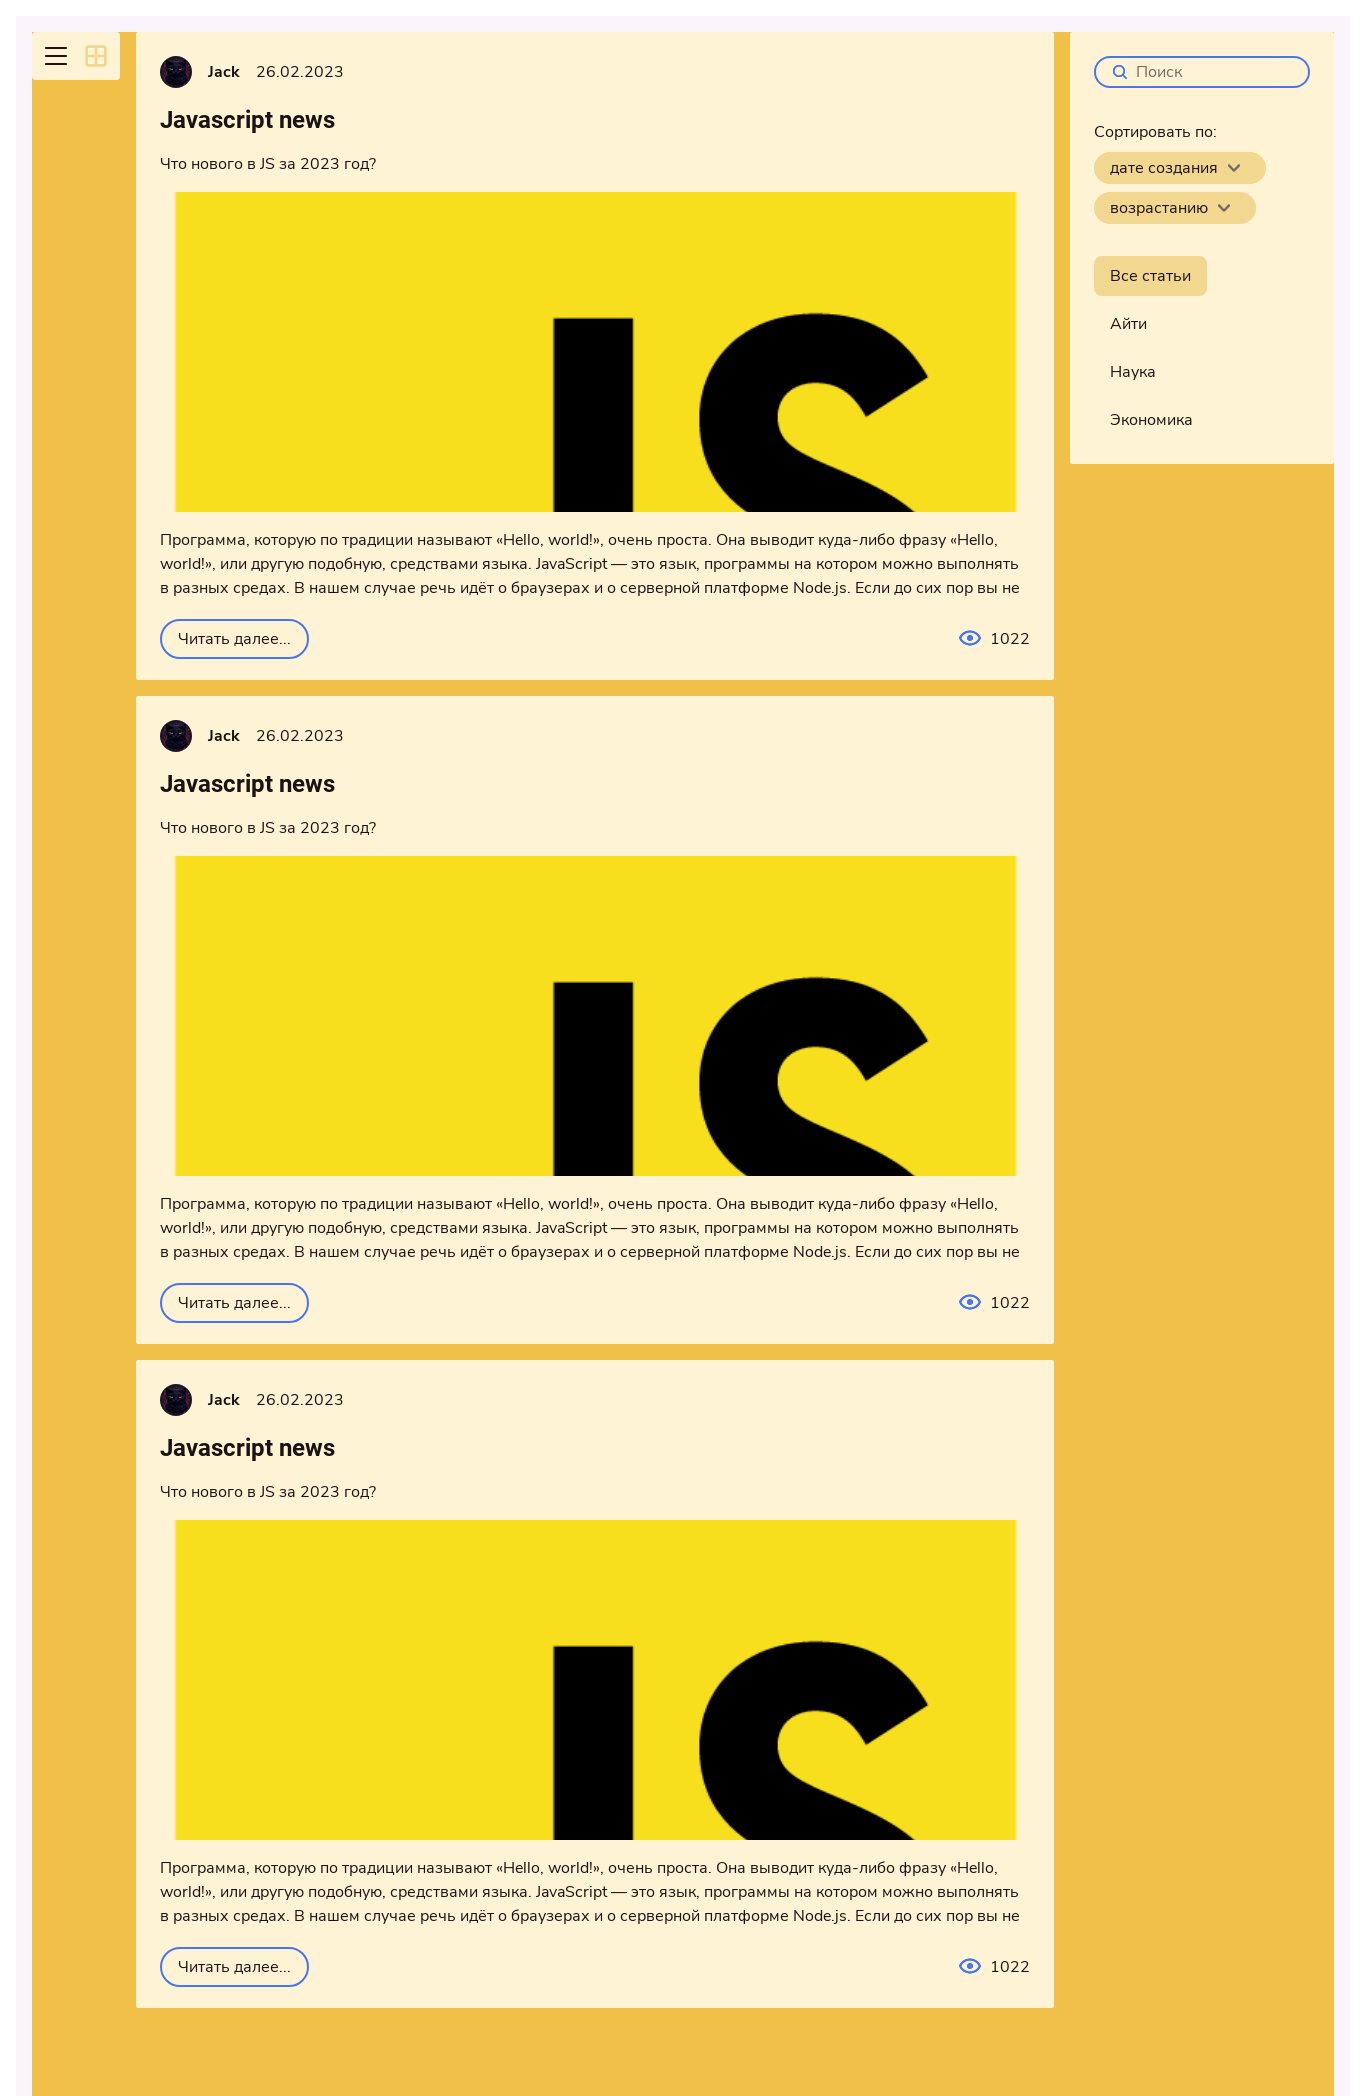 Jack 26.02.2023
Javascript news
Что нового в JS за 2023 год?
JS
Программа, которую по традиции называют «Hello, world!», очень проста. Она выводит куда-либо фразу «Hello,
world!», или другую подобную, средствами языка. JavaScript — это язык, программы на котором можно выполнять
в разных средах. В нашем случае речь идёт о браузерах и о серверной платформе Node.js. Если до сих пор вы не
Читать далее...
1022
Jack 26.02.2023
Javascript news
Что нового в JS за 2023 год?
JS
Программа, которую по традиции называют «Hello, world!», очень проста. Она выводит куда-либо фразу «Hello,
world!», или другую подобную, средствами языка. JavaScript — это язык, программы на котором можно выполнять
в разных средах. В нашем случае речь идёт о браузерах и о серверной платформе Node.js. Если до сих пор вы не
Читать далее...
1022
Jack 26.02.2023
Javascript news
Что нового в JS за 2023 год?
JS
Программа, которую по традиции называют «Hello, world!», очень проста. Она выводит куда-либо фразу «Hello,
world!», или другую подобную, средствами языка. JavaScript — это язык, программы на котором можно выполнять
в разных средах. В нашем случае речь идёт о браузерах и о серверной платформе Node.js. Если до сих пор вы не
Читать далее...
1022
Поиск
Сортировать по:
дате создания
возрастанию
Все статьи
Айти
Наука
Экономика